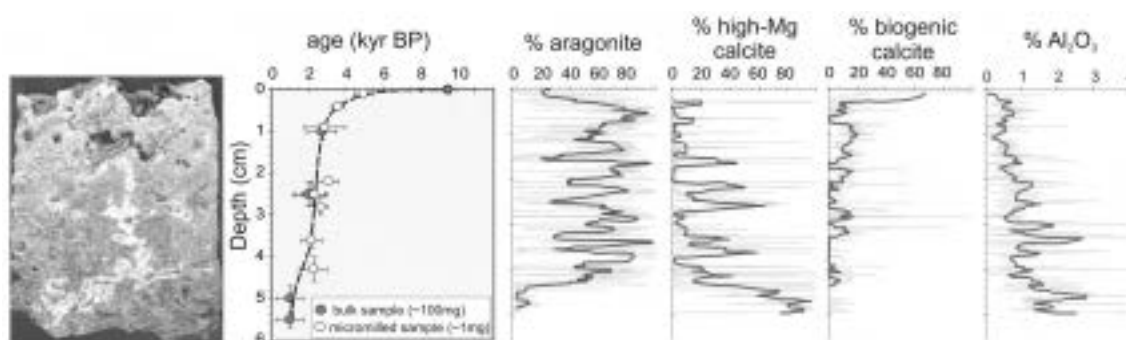 age (kyr BP)
0 2 4 6 8 10
Depth (cm)
0
1
2
3
4
5
6
bulk sample (~100mg)
micromilled sample (~1mg)
% aragonite
0 20 40 60 80
% high-Mg
calcite
0 20 40 60 80
% biogenic
calcite
0 20 40 60 80
% Al₂O₃
0 1 2 3